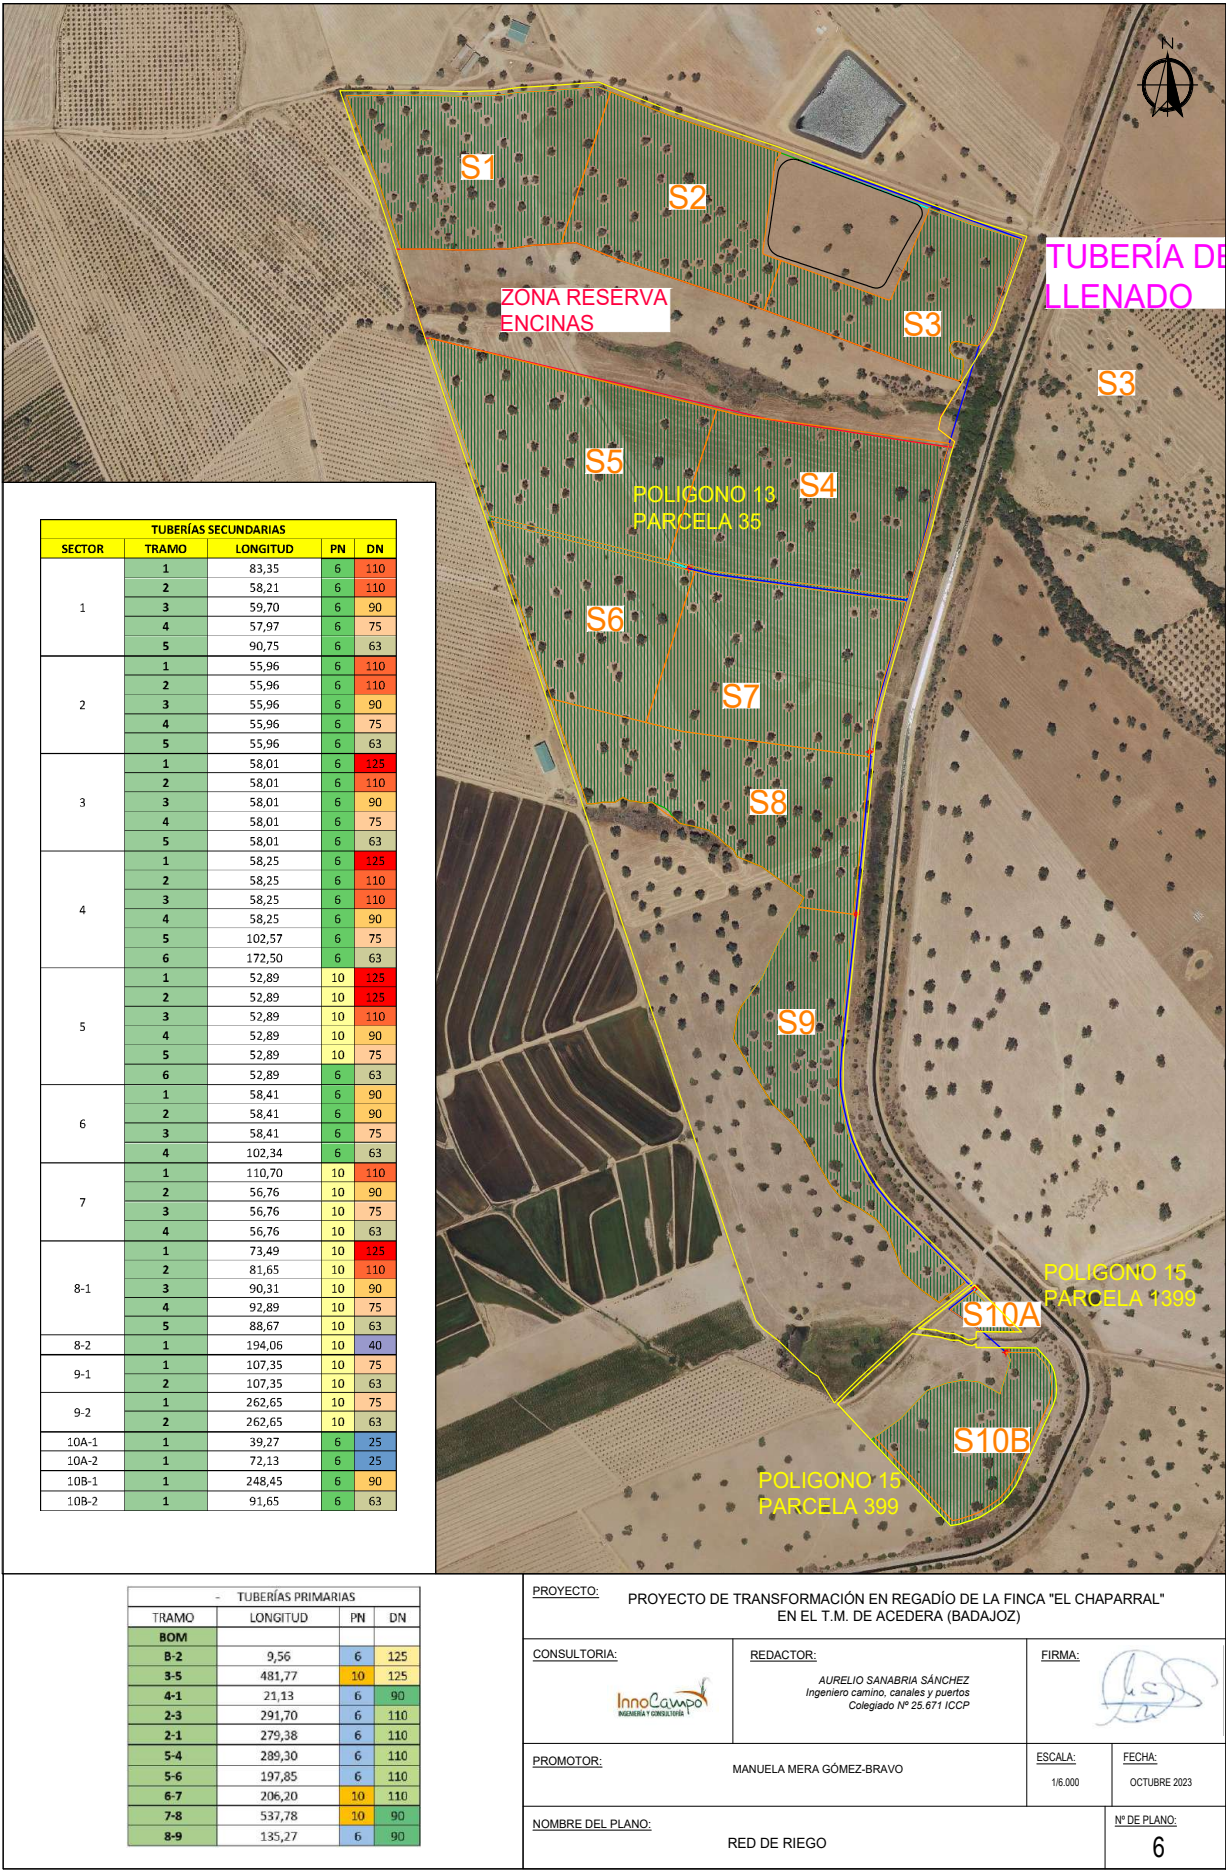 N
S1
S2
TUBERÍA DE
LLENADO
ZONA RESERVA
ENCINAS
S3
S3
S5
S4
POLIGONO 13
PARCELA 35
S6
S7
S8
S9
POLIGONO 15
PARCELA 1399
S10A
S10B
POLIGONO 15
PARCELA 399
TUBERÍAS SECUNDARIAS
SECTOR TRAMO LONGITUD PN DN
1 1 83,35 6 110
2 58,21 6 110
3 59,70 6 90
4 57,97 6 75
5 90,75 6 63
2 1 55,96 6 110
2 55,96 6 110
3 55,96 6 90
4 55,96 6 75
5 55,96 6 63
3 1 58,01 6 125
2 58,01 6 110
3 58,01 6 90
4 58,01 6 75
5 58,01 6 63
4 1 58,25 6 125
2 58,25 6 110
3 58,25 6 110
4 58,25 6 90
5 102,57 6 75
6 172,50 6 63
5 1 52,89 10 125
2 52,89 10 125
3 52,89 10 110
4 52,89 10 90
5 52,89 10 75
6 52,89 10 63
6 1 58,41 6 90
2 58,41 6 90
3 58,41 6 75
4 102,34 6 63
7 1 110,70 10 110
2 56,76 10 90
3 56,76 10 75
4 56,76 10 63
8-1 1 73,49 10 125
2 81,65 10 110
3 90,31 10 90
4 92,89 10 75
5 88,67 10 63
8-2 1 194,06 10 40
9-1 1 107,35 10 75
2 107,35 10 63
9-2 1 262,65 10 75
2 262,65 10 63
10A-1 1 39,27 6 25
10A-2 1 72,13 6 25
10B-1 1 248,45 6 90
10B-2 1 91,65 6 63
- TUBERÍAS PRIMARIAS
TRAMO LONGITUD PN DN
BOM
B-2 9,56 6 125
3-5 481,77 10 125
4-1 21,13 6 90
2-3 291,70 6 110
2-1 279,38 6 110
5-4 289,30 6 110
5-6 197,85 6 110
6-7 206,20 10 110
7-8 537,78 10 90
8-9 135,27 6 90
PROYECTO: PROYECTO DE TRANSFORMACIÓN EN REGADÍO DE LA FINCA "EL CHAPARRAL"
EN EL T.M. DE ACEDERA (BADAJOZ)
CONSULTORIA:
InnoCampo
INGENIERÍA Y CONSULTORÍA
REDACTOR:
AURELIO SANABRIA SÁNCHEZ
Ingeniero camino, canales y puertos
Colegiado Nº 25.671 ICCP
FIRMA:
PROMOTOR: MANUELA MERA GÓMEZ-BRAVO
ESCALA:
1/6.000
FECHA:
OCTUBRE 2023
NOMBRE DEL PLANO:
RED DE RIEGO
Nº DE PLANO:
6